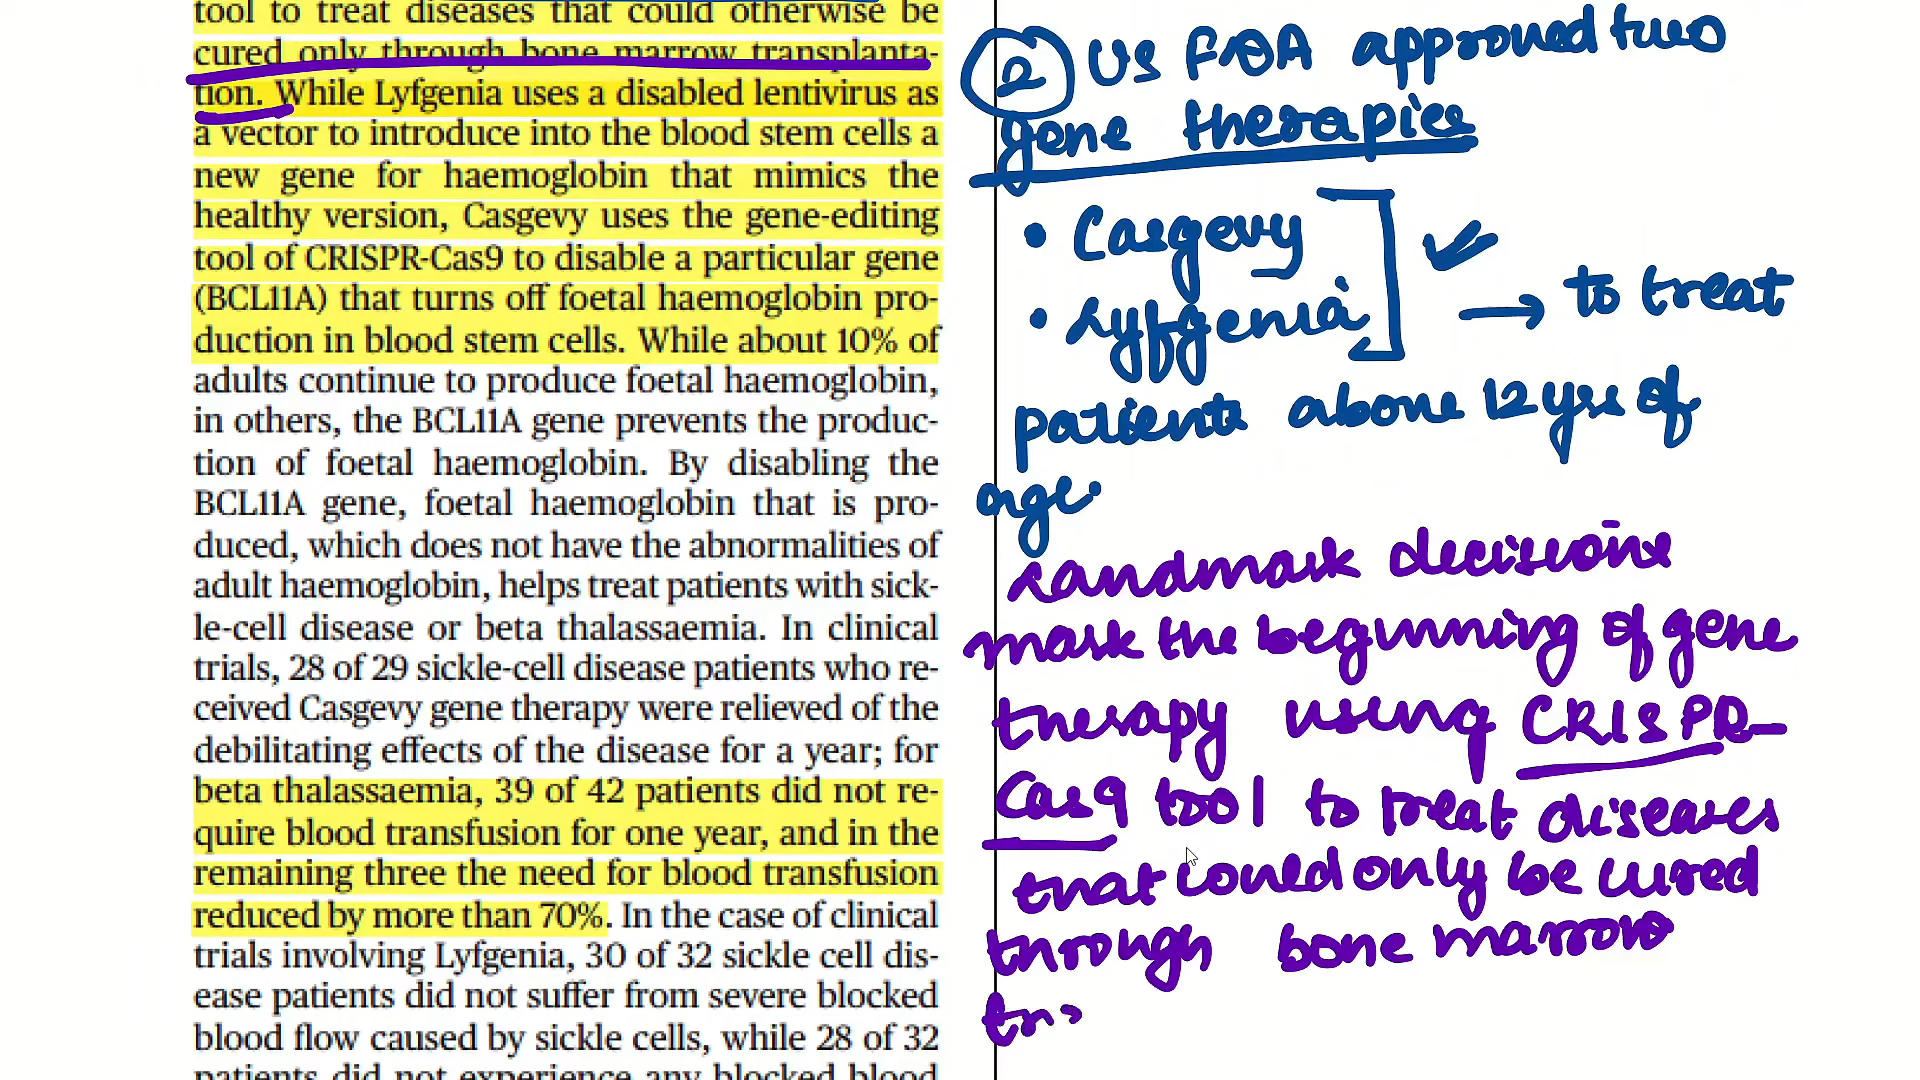 tool to treat diseases that could otherwise be
cured only through bone marrow transplanta-
tion. While Lyfgenia uses a disabled lentivirus as
a vector to introduce into the blood stem cells a
new gene for haemoglobin that mimics the
healthy version, Casgevy uses the gene-editing
tool of CRISPR-Cas9 to disable a particular gene
(BCL11A) that turns off foetal haemoglobin pro-
duction in blood stem cells. While about 10% of
adults continue to produce foetal haemoglobin,
in others, the BCL11A gene prevents the produc-
tion of foetal haemoglobin. By disabling the
BCL11A gene, foetal haemoglobin that is pro-
duced, which does not have the abnormalities of
adult haemoglobin, helps treat patients with sick-
le-cell disease or beta thalassaemia. In clinical
trials, 28 of 29 sickle-cell disease patients who re-
ceived Casgevy gene therapy were relieved of the
debilitating effects of the disease for a year; for
beta thalassaemia, 39 of 42 patients did not re-
quire blood transfusion for one year, and in the
remaining three the need for blood transfusion
reduced by more than 70%. In the case of clinical
trials involving Lyfgenia, 30 of 32 sickle cell dis-
ease patients did not suffer from severe blocked
blood flow caused by sickle cells, while 28 of 32
patients did not experience any blocked blood
2 US FDA approved two
gene therapies
• Casgevy
• Lyfgenia → to treat
patients above 12 yrs of
age.
Landmark decisions
mark the beginning of gene
therapy using CRISPR-
Cas9 tool to treat diseases
that could only be cured
through bone marrow
tr